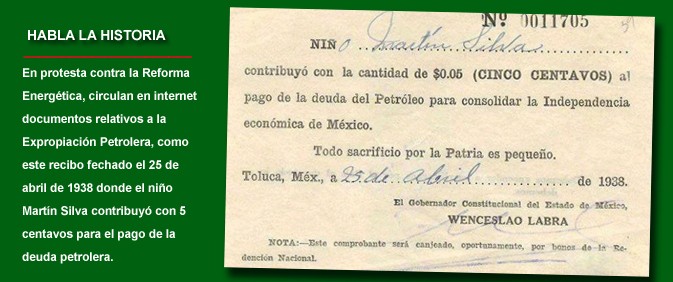 HABLA LA HISTORIA
En protesta contra la Reforma
Energética, circulan en internet
documentos relativos a la
Expropiación Petrolera, como
este recibo fechado el 25 de
abril de 1938 donde el niño
Martín Silva contribuyó con 5
centavos para el pago de la
deuda petrolera.
Nº 0011705
NIÑO Martín Silva
contribuyó con la cantidad de $0.05 (CINCO CENTAVOS) al
pago de la deuda del Petróleo para consolidar la Independencia
económica de México.
Todo sacrificio por la Patria es pequeño.
Toluca, Méx., a 25 de Abril de 1938.
El Gobernador Constitucional del Estado de México,
WENCESLAO LABRA
NOTA:—Este comprobante será canjeado, oportunamente, por bonos de la Re-
dención Nacional.